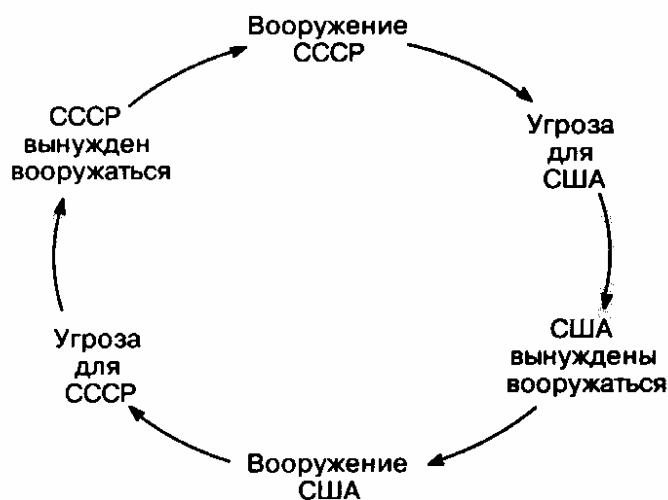 Вооружение
СССР
Угроза
для
США
США
вынуждены
вооружаться
Вооружение
США
Угроза
для
СССР
СССР
вынужден
вооружаться